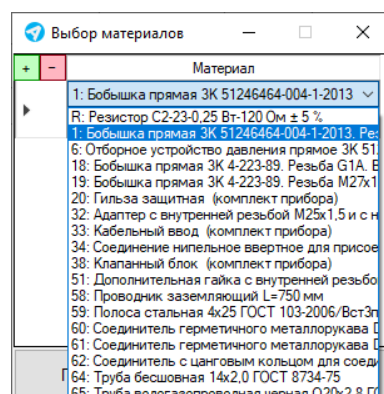 Выбор материалов
+ - Материал
1: Бобышка прямая ЗК 51246464-004-1-2013
R: Резистор С2-23-0,25 Вт-120 Ом ± 5 %
1: Бобышка прямая ЗК 51246464-004-1-2013. Рез
6: Отборное устройство давления прямое ЗК 51
18: Бобышка прямая ЗК 4-223-89. Резьба G1A. В
19: Бобышка прямая ЗК 4-223-89. Резьба М27х1
20: Гильза защитная (комплект прибора)
32: Адаптер с внутренней резьбой М25х1,5 и с н
33: Кабельный ввод (комплект прибора)
34: Соединение нипельное ввертное для присое
38: Клапанный блок (комплект прибора)
51: Дополнительная гайка с внутренней резьбо
58: Проводник заземляющий L=750 мм
59: Полоса стальная 4х25 ГОСТ 103-2006/Вст3п
60: Соединитель герметичного металлорукава D
61: Соединитель герметичного металлорукава D
62: Соединитель с цанговым кольцом для соеди
64: Труба бесшовная 14х2,0 ГОСТ 8734-75
65: Труба водогазопроводная черная